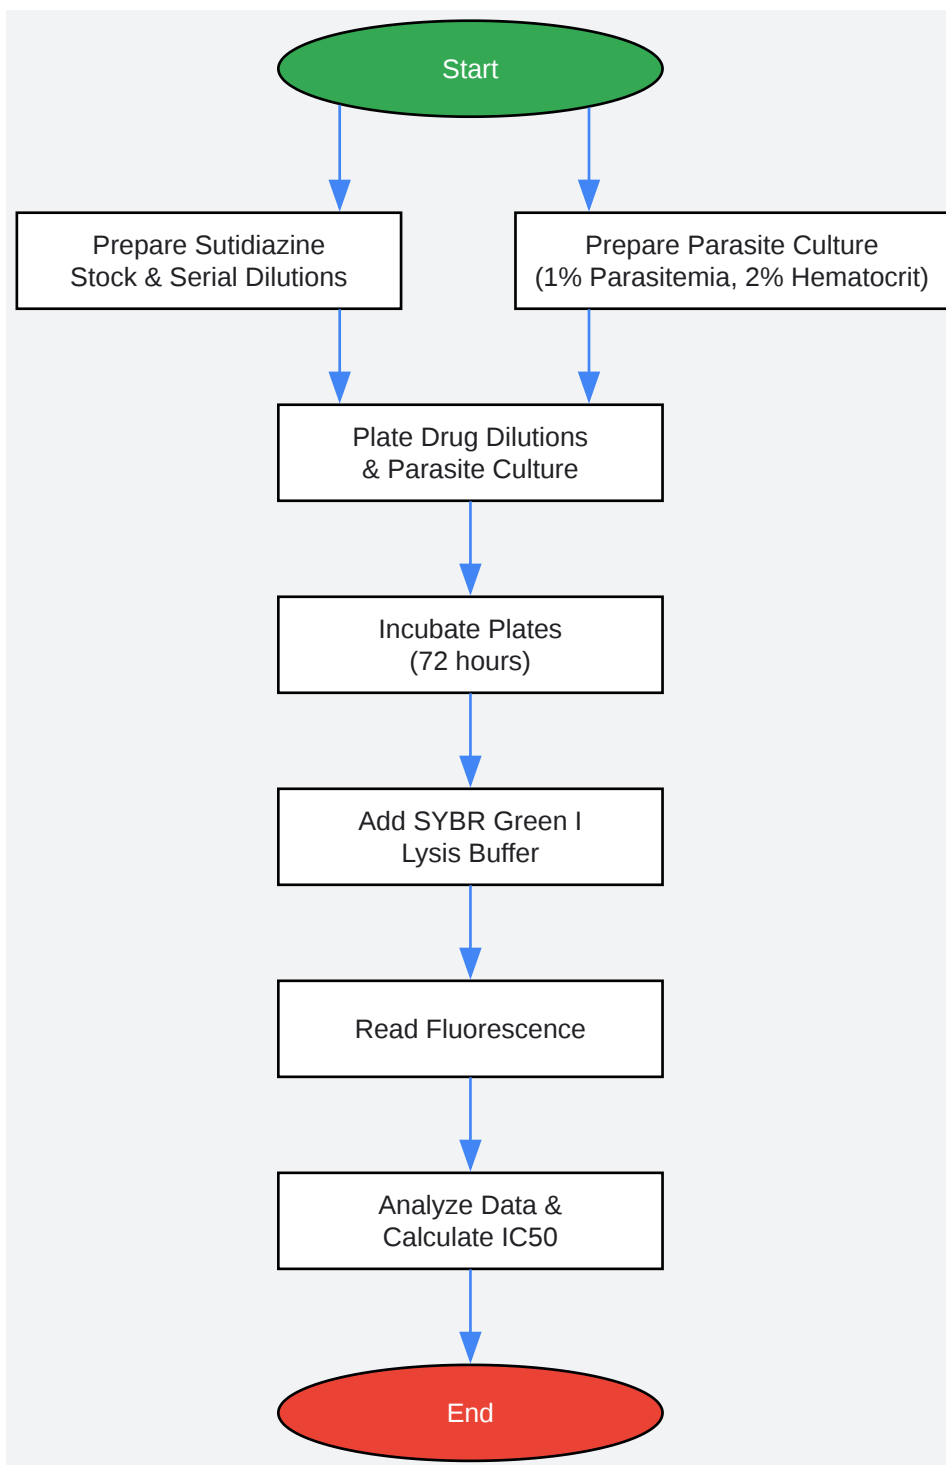 Start
Prepare Sutidiazine
Stock & Serial Dilutions
Prepare Parasite Culture
(1% Parasitemia, 2% Hematocrit)
Plate Drug Dilutions
& Parasite Culture
Incubate Plates
(72 hours)
Add SYBR Green I
Lysis Buffer
Read Fluorescence
Analyze Data &
Calculate IC50
End